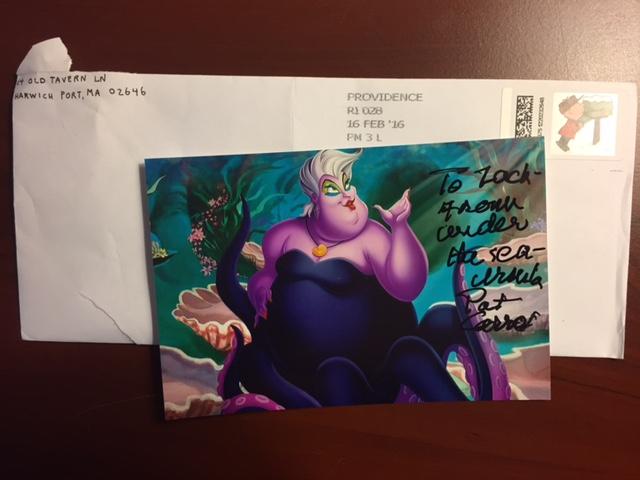 64 OLD TAVERN LN
HARWICH PORT, MA 02646
PROVIDENCE
RI 028
16 FEB '16
PM 3 L
To Zach-
From
under
the sea-
Ursula
Pat
Carroll